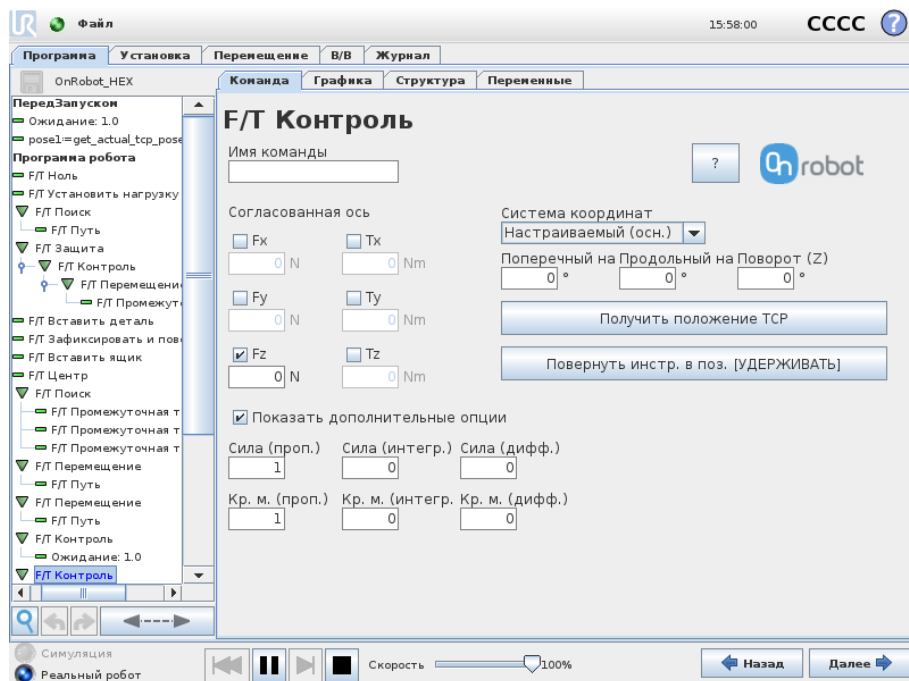 Файл
15:58:00
CCCC
?
Программа
Установка
Перемещение
В/В
Журнал
OnRobot_HEX
Команда
Графика
Структура
Переменные
ПередЗапуском
Ожидание: 1.0
pose1:=get_actual_tcp_pose
Программа робота
F/T Ноль
F/T Установить нагрузку
F/T Поиск
F/T Путь
F/T Защита
F/T Контроль
F/T Перемещени
F/T Промежут
F/T Вставить деталь
F/T Зафиксировать и пов
F/T Вставить ящик
F/T Центр
F/T Поиск
F/T Промежуточная т
F/T Промежуточная т
F/T Промежуточная т
F/T Перемещение
F/T Путь
F/T Перемещение
F/T Путь
F/T Контроль
Ожидание: 1.0
F/T Контроль
F/T Контроль
Имя команды
?
On robot
Согласованная ось
Система координат
Fx
Tx
Настраиваемый (осн.)
0 N
0 Nm
Поперечный на Продольный на Поворот (Z)
0 °
0 °
0 °
Fy
Ty
0 N
0 Nm
Получить положение TCP
Fz
Tz
0 N
0 Nm
Повернуть инстр. в поз. [УДЕРЖИВАТЬ]
Показать дополнительные опции
Сила (проп.)
Сила (интегр.)
Сила (дифф.)
1
0
0
Кр. м. (проп.)
Кр. м. (интегр.
Кр. м. (дифф.)
1
0
0
Симуляция
Реальный робот
Скорость
100%
Назад
Далее